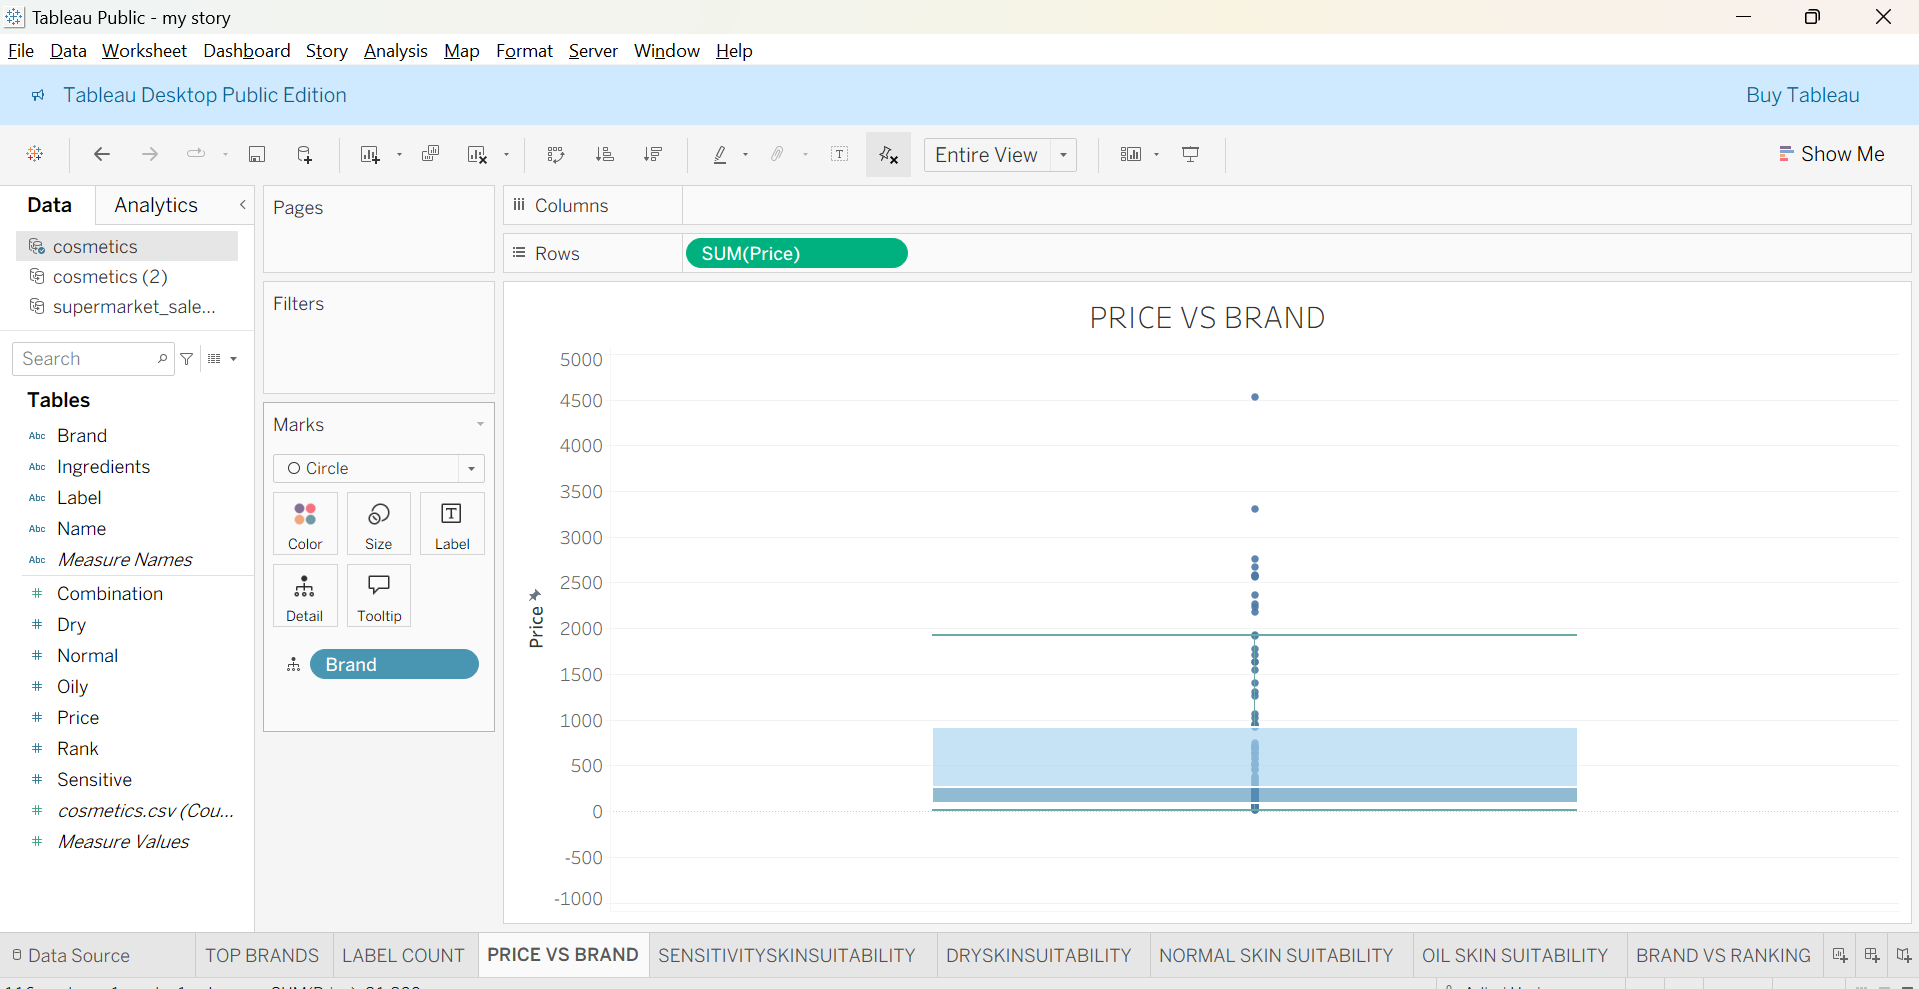 Tableau Public - my story
File Data Worksheet Dashboard Story Analysis Map Format Server Window Help
Tableau Desktop Public Edition
Buy Tableau
Entire View
Show Me
Data Analytics
cosmetics
cosmetics (2)
supermarket_sale...
Search
Tables
Abc Brand
Abc Ingredients
Abc Label
Abc Name
Abc Measure Names
# Combination
# Dry
# Normal
# Oily
# Price
# Rank
# Sensitive
# cosmetics.csv (Cou...
# Measure Values
Pages
Filters
Marks
Circle
Color Size Label
Detail Tooltip
Brand
Columns
Rows SUM(Price)
PRICE VS BRAND
5000
4500
4000
3500
3000
2500
2000
1500
1000
500
0
-500
-1000
Price
Data Source TOP BRANDS LABEL COUNT PRICE VS BRAND SENSITIVITYSKINSUITABILITY DRYSKINSUITABILITY NORMAL SKIN SUITABILITY OIL SKIN SUITABILITY BRAND VS RANKING